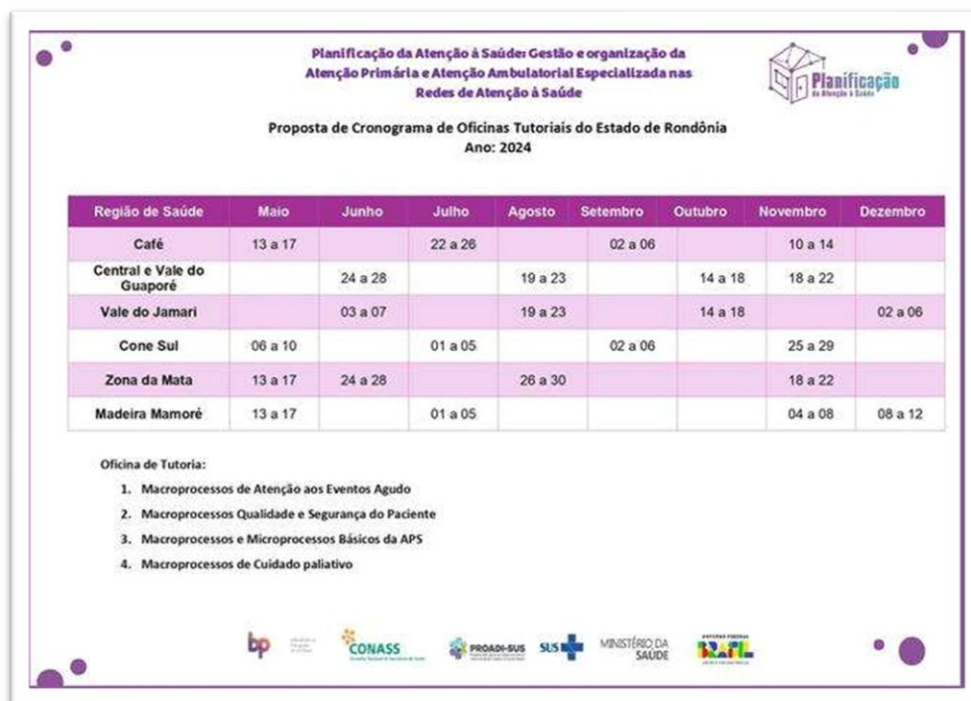 Planificação da Atenção à Saúde: Gestão e organização da
Atenção Primária e Atenção Ambulatorial Especializada nas
Redes de Atenção à Saúde
Planificação
da Atenção à Saúde
Proposta de Cronograma de Oficinas Tutoriais do Estado de Rondônia
Ano: 2024
Região de Saúde Maio Junho Julho Agosto Setembro Outubro Novembro Dezembro
Café 13 a 17 22 a 26 02 a 06 10 a 14
Central e Vale do
Guaporé 24 a 28 19 a 23 14 a 18 18 a 22
Vale do Jamari 03 a 07 19 a 23 14 a 18 02 a 06
Cone Sul 06 a 10 01 a 05 02 a 06 25 a 29
Zona da Mata 13 a 17 24 a 28 26 a 30 18 a 22
Madeira Mamoré 13 a 17 01 a 05 04 a 08 08 a 12
Oficina de Tutoria:
1. Macroprocessos de Atenção aos Eventos Agudo
2. Macroprocessos Qualidade e Segurança do Paciente
3. Macroprocessos e Microprocessos Básicos da APS
4. Macroprocessos de Cuidado paliativo
bp
CONASS
PROADI-SUS
SUS
MINISTÉRIO DA
SAÚDE
GOVERNO FEDERAL
BRASIL